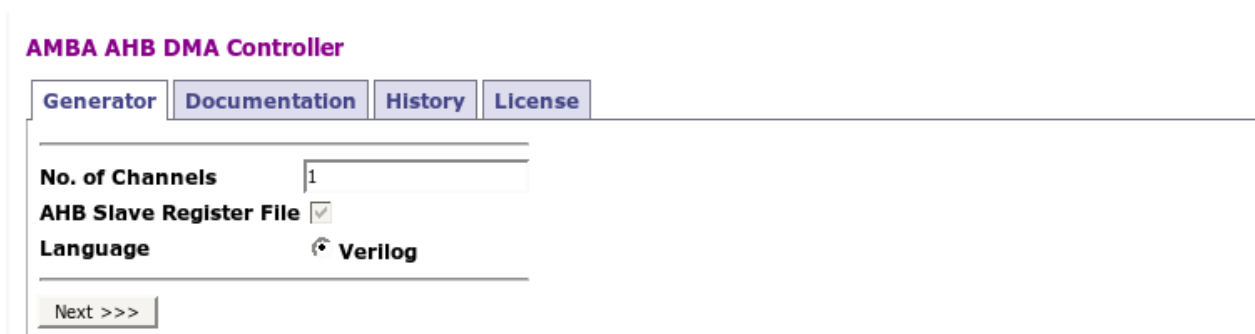 AMBA AHB DMA Controller
Generator Documentation History License
No. of Channels 1
AHB Slave Register File
Language Verilog
Next >>>